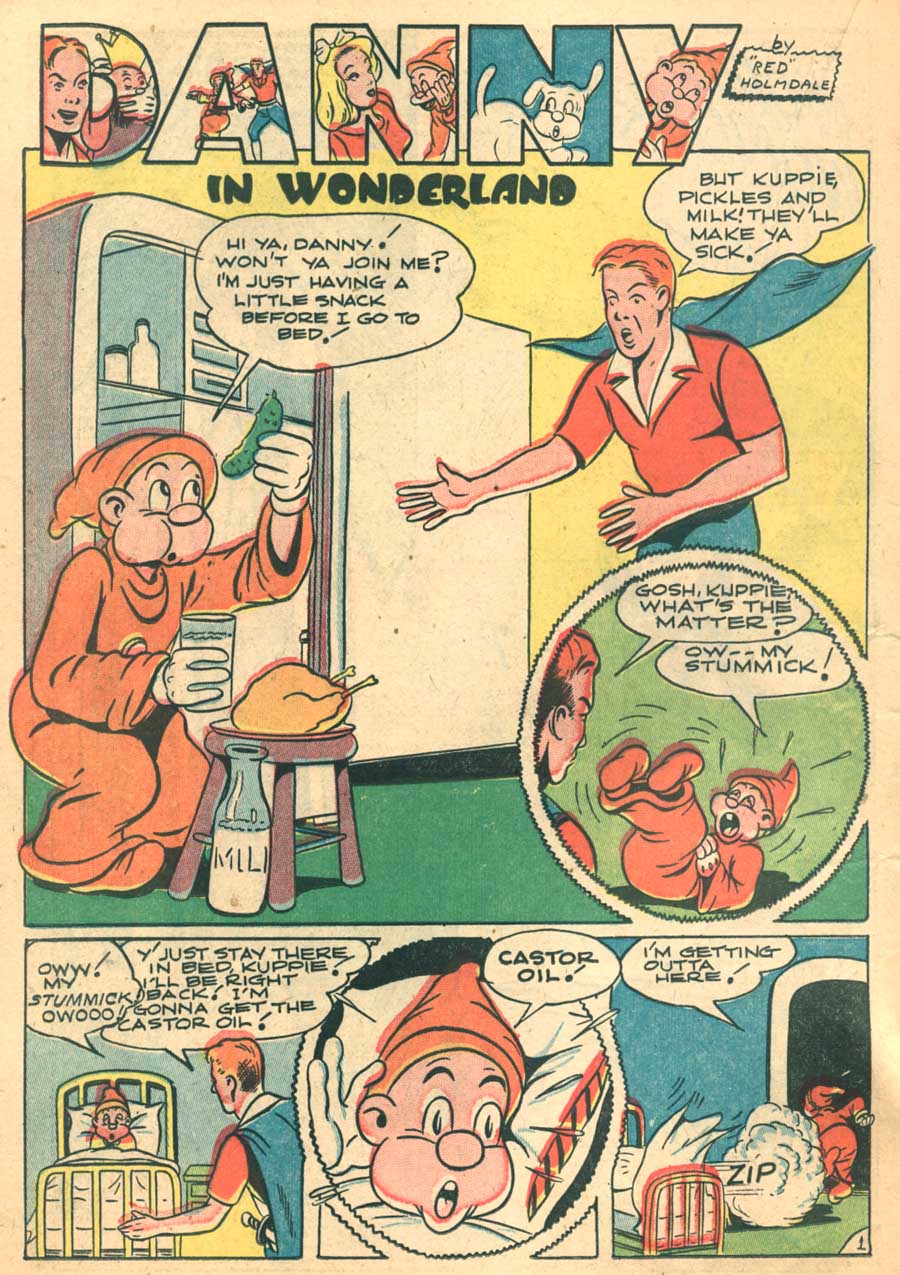 DANNY
by
"RED"
HOLMDALE
IN WONDERLAND
BUT KUPPIE,
PICKLES AND
MILK! THEY'LL
MAKE YA
SICK!
HI YA, DANNY!
WON'T YA JOIN ME?
I'M JUST HAVING A
LITTLE SNACK
BEFORE I GO TO
BED!
MIL
GOSH, KUPPIE,
WHAT'S THE
MATTER?
OW-- MY
STUMMICK!
OWW!
MY
STUMMICK!
OWOOO!
Y'JUST STAY THERE
IN BED, KUPPIE!
I'LL BE RIGHT
BACK! I'M
GONNA GET THE
CASTOR OIL!
CASTOR
OIL!
I'M GETTING
OUTTA
HERE!
ZIP
1